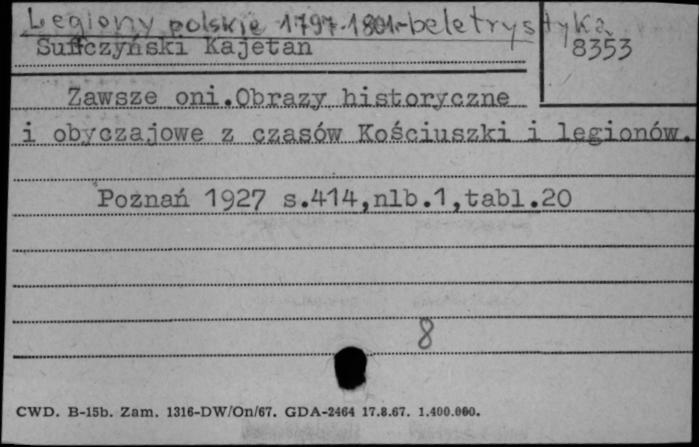 Legiony polskie 1797-1801-beletrystyka
Suffczyński Kajetan
8353
Zawsze oni.Obrazy historyczne
i obyczajowe z czasów Kościuszki i legionów.
Poznań 1927 s.414,nlb.1,tabl.20
8
CWD. B-15b. Zam. 1316-DW/On/67. GDA-2464 17.8.67. 1.400.000.